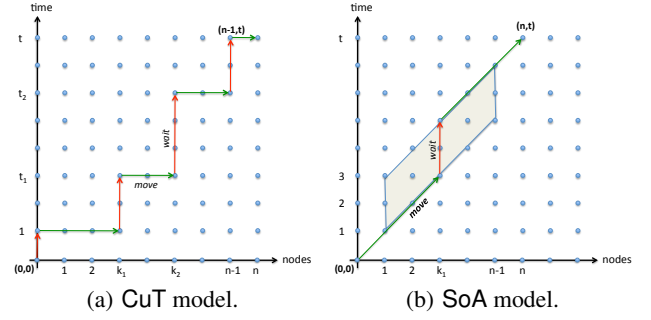 time
t
(n-1,t)
t2
wait
t1
move
1
(0,0)
1 2 k1 k2 n-1 n
nodes
(a) CuT model.
time
t
(n,t)
wait
3
2
move
1
(0,0)
1 2 k1 n-1 n
nodes
(b) SoA model.